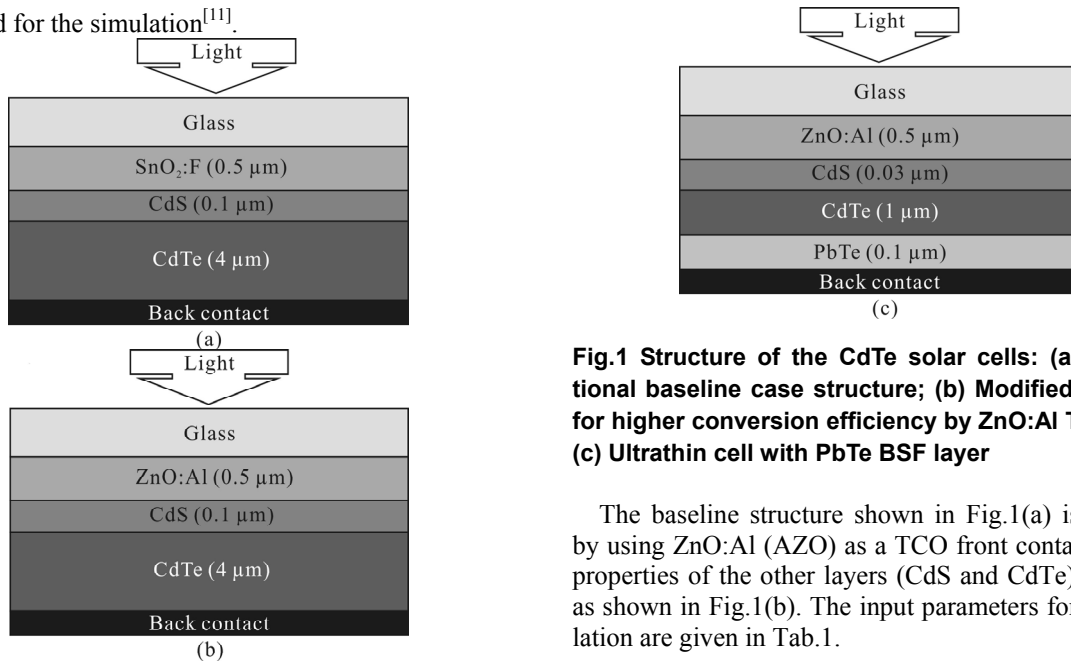 d for the simulation[11].
Light
Glass
SnO₂:F (0.5 μm)
CdS (0.1 μm)
CdTe (4 μm)
Back contact
(a)
Light
Glass
ZnO:Al (0.5 μm)
CdS (0.1 μm)
CdTe (4 μm)
Back contact
(b)
Light
Glass
ZnO:Al (0.5 μm)
CdS (0.03 μm)
CdTe (1 μm)
PbTe (0.1 μm)
Back contact
(c)
Fig.1 Structure of the CdTe solar cells: (a
tional baseline case structure; (b) Modified
for higher conversion efficiency by ZnO:Al T
(c) Ultrathin cell with PbTe BSF layer
The baseline structure shown in Fig.1(a) is
by using ZnO:Al (AZO) as a TCO front conta
properties of the other layers (CdS and CdTe)
as shown in Fig.1(b). The input parameters for
lation are given in Tab.1.